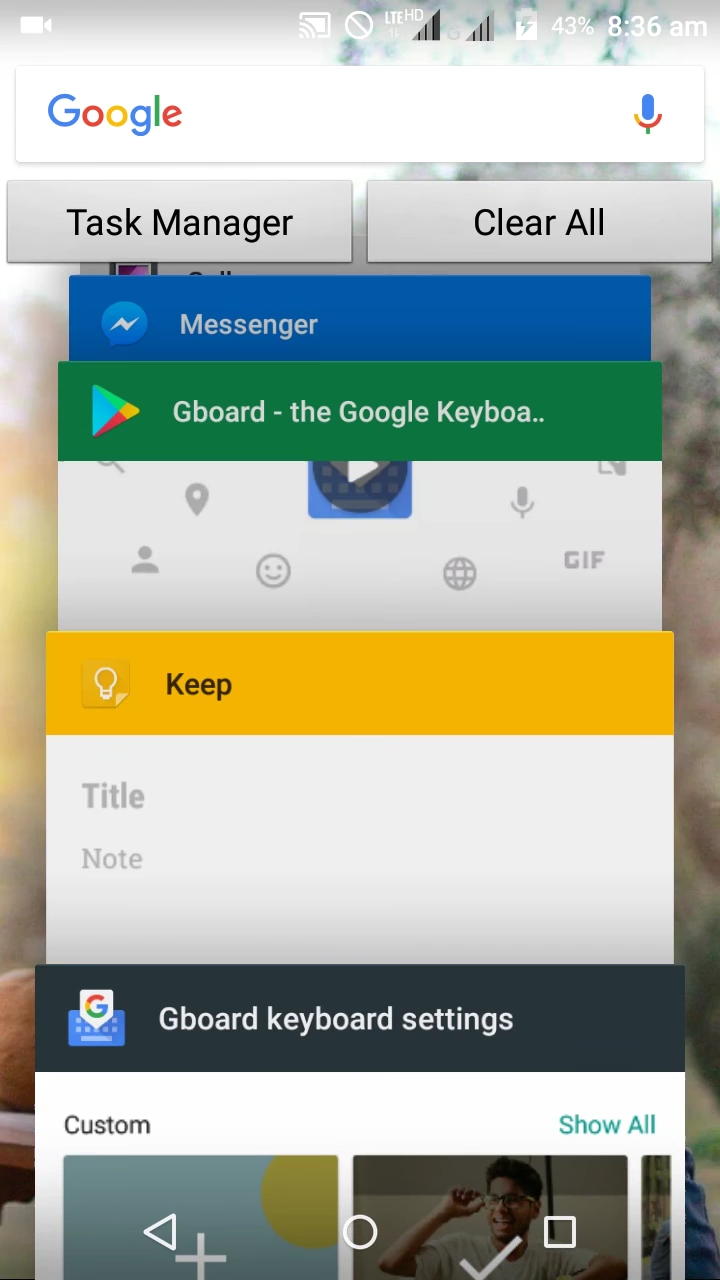 LTE HD
G
43% 8:36 am
Google
Task Manager
Clear All
Messenger
Gboard - the Google Keyboa..
GIF
Keep
Title
Note
G
Gboard keyboard settings
Custom
Show All